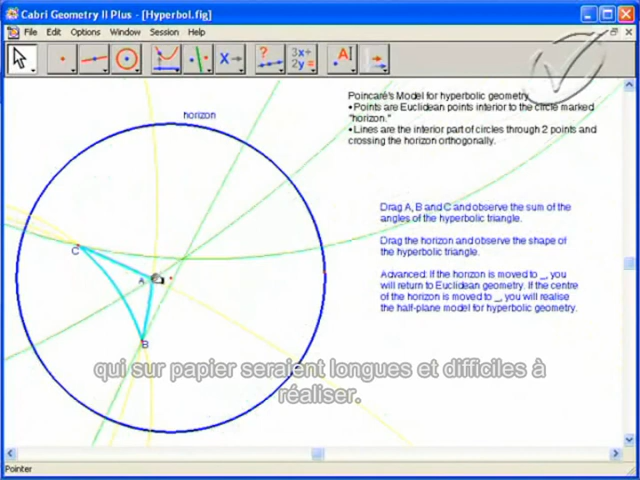 Cabri Geometry II Plus - [Hyperbol.fig]
File Edit Options Window Session Help
3x+
2y=
A
Poincaré's Model for hyperbolic geometry
• Points are Euclidean points interior to the circle marked
"horizon."
• Lines are the interior part of circles through 2 points and
crossing the horizon orthogonally.
horizon
Drag A, B and C and observe the sum of the
angles of the hyperbolic triangle.
Drag the horizon and observe the shape of
the hyperbolic triangle.
Advanced: If the horizon is moved to _, you
will return to Euclidean geometry. If the centre
of the horizon is moved to _, you will realise
the half-plane model for hyperbolic geometry.
C
A
B
qui sur papier seraient longues et difficiles à
réaliser.
Pointer